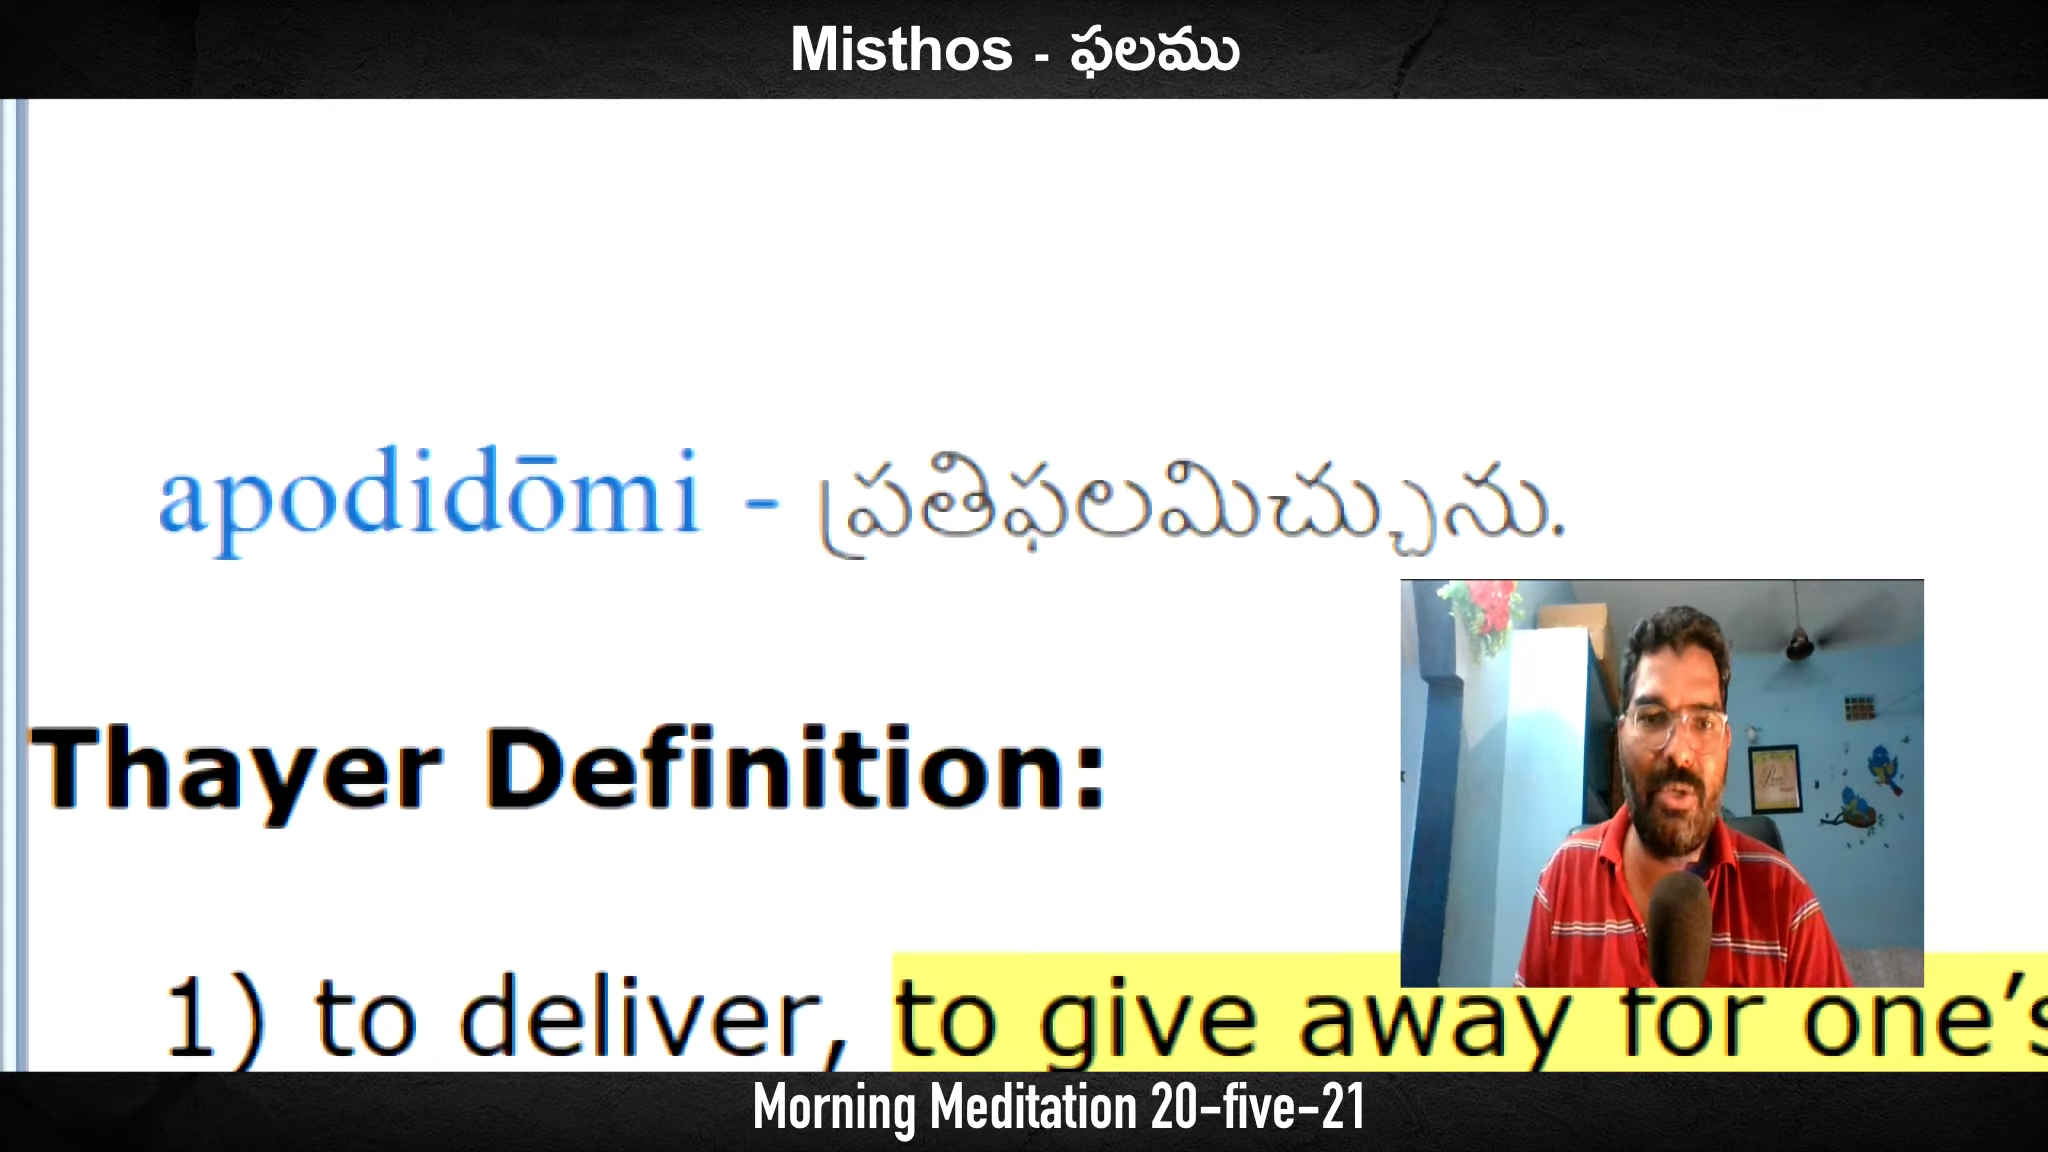 Misthos - ఫలము
apodidōmi - ప్రతిఫలమిచ్చును.
Thayer Definition:
1) to deliver, to give away for one’s
Morning Meditation 20-five-21